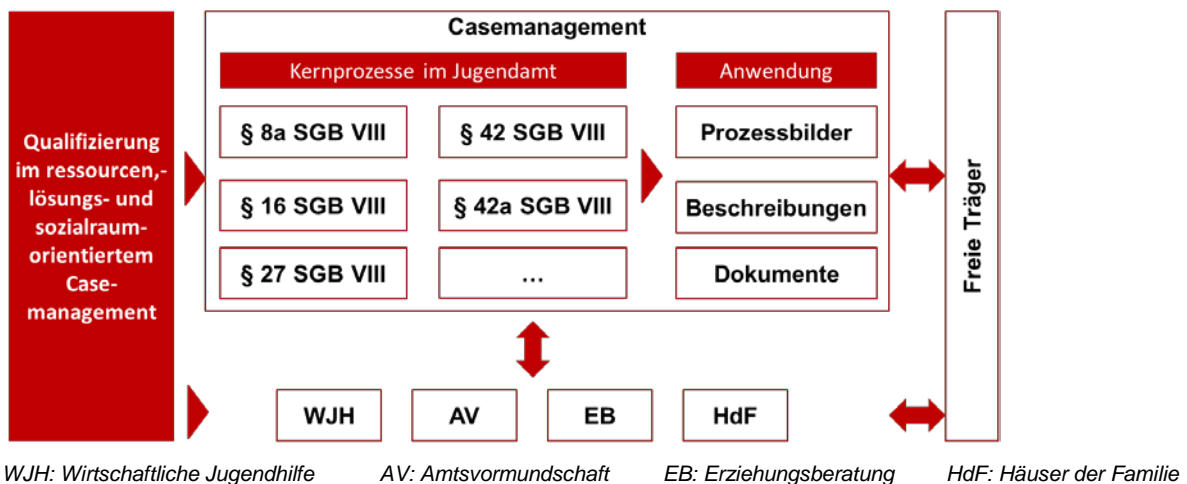 Qualifizierung
im ressourcen,-
lösungs- und
sozialraum-
orientiertem
Case-
management
Casemanagement
Kernprozesse im Jugendamt
Anwendung
§ 8a SGB VIII
§ 42 SGB VIII
Prozessbilder
§ 16 SGB VIII
§ 42a SGB VIII
Beschreibungen
§ 27 SGB VIII
...
Dokumente
Freie Träger
WJH
AV
EB
HdF
WJH: Wirtschaftliche Jugendhilfe AV: Amtsvormundschaft EB: Erziehungsberatung HdF: Häuser der Familie